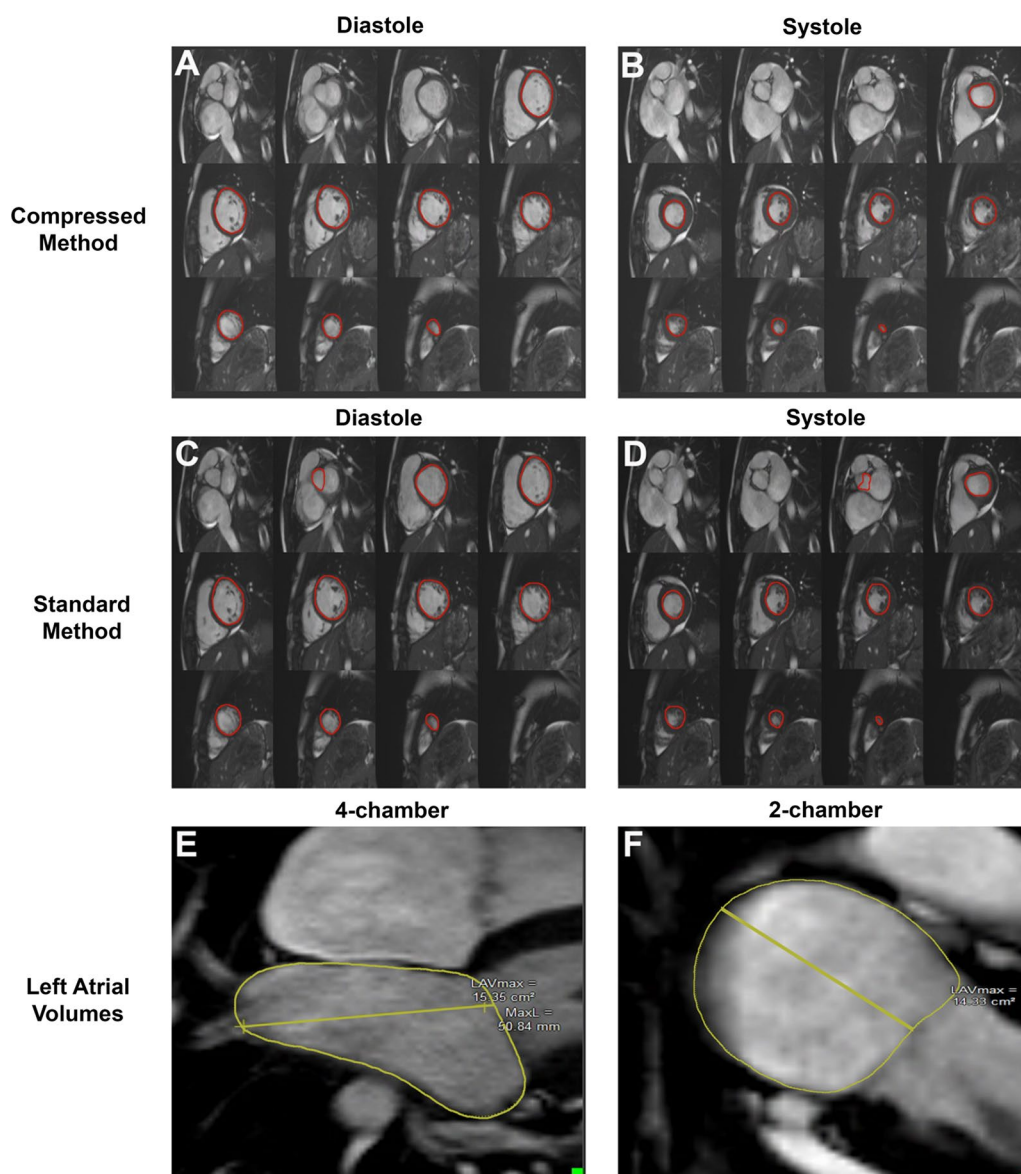 Diastole
Systole
A
B
Compressed
Method
Diastole
Systole
C
D
Standard
Method
4-chamber
2-chamber
E
F
LAVmax =
15.35 cm²
MaxL =
50.84 mm
LAVmax =
14.33 cm²
Left Atrial
Volumes